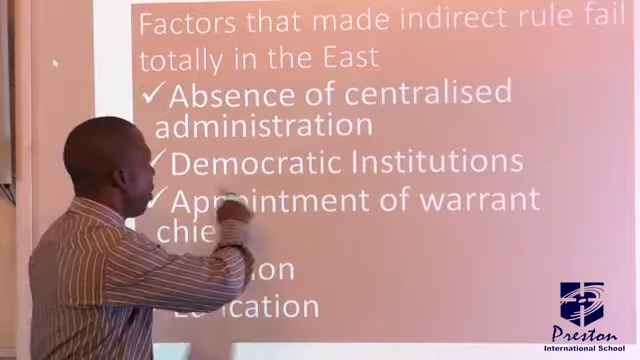 Factors that made indirect rule fail
totally in the East
✓ Absence of centralised
administration
✓ Democratic Institutions
✓ Appointment of warrant
Preston
International School